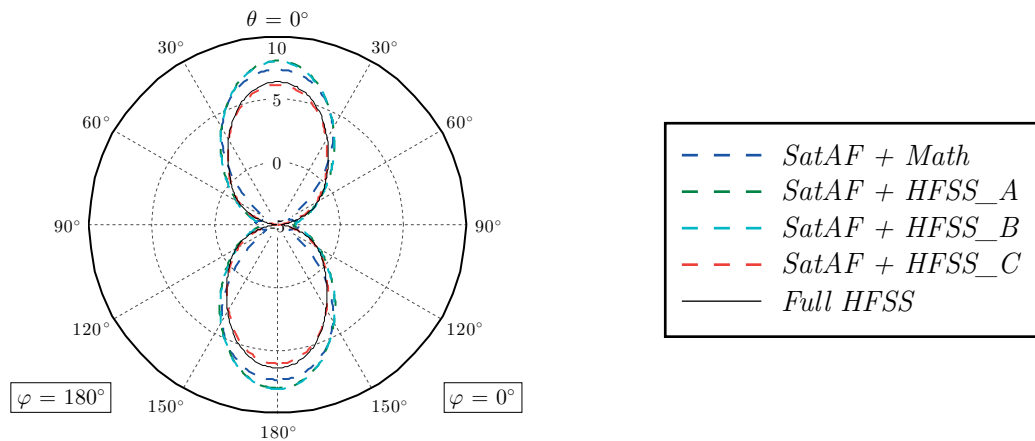 θ = 0°
30° 10 30°
5
60° 60°
0
90° -5 90°
120° 120°
150° 150°
180°
φ = 180° φ = 0°
SatAF + Math
SatAF + HFSS_A
SatAF + HFSS_B
SatAF + HFSS_C
Full HFSS